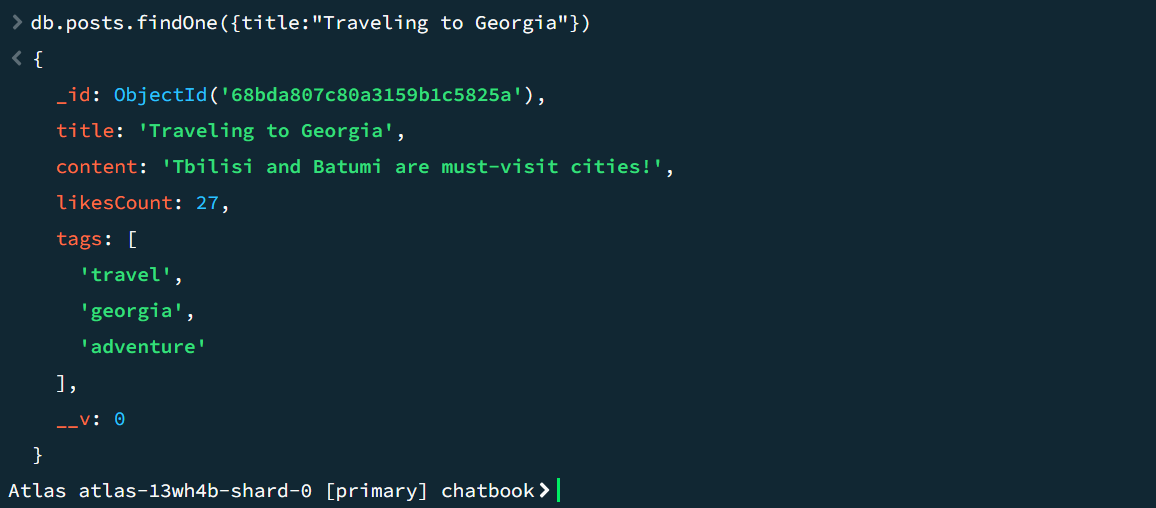 > db.posts.findOne({title:"Traveling to Georgia"})
< {
_id: ObjectId('68bda807c80a3159b1c5825a'),
title: 'Traveling to Georgia',
content: 'Tbilisi and Batumi are must-visit cities!',
likesCount: 27,
tags: [
'travel',
'georgia',
'adventure'
],
__v: 0
}
Atlas atlas-13wh4b-shard-0 [primary] chatbook>